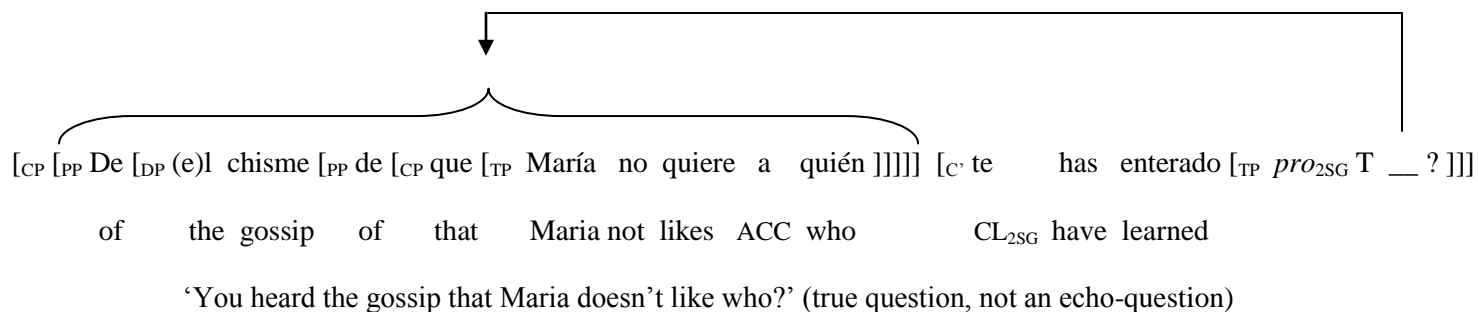 [CP [PP De [DP (e)l chisme [PP de [CP que [TP María no quiere a quién ]]]]] [C' te has enterado [TP pro2SG T __ ? ]]]
of the gossip of that Maria not likes ACC who CL2SG have learned
‘You heard the gossip that Maria doesn’t like who?’ (true question, not an echo-question)